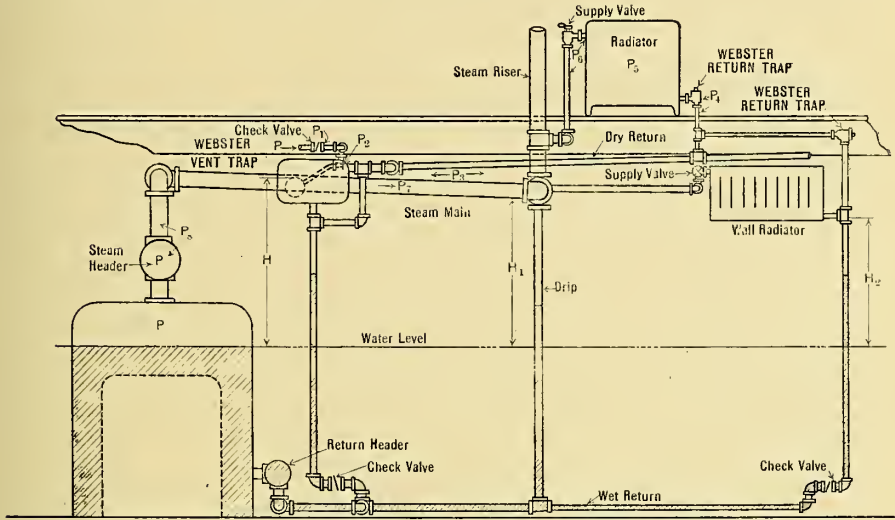 Supply Valve
Radiator
P5
P6
WEBSTER
RETURN TRAP
P4
WEBSTER
RETURN TRAP
Steam Riser
Check Valve
P1
P
P2
WEBSTER
VENT TRAP
Dry Return
P3
P7
Supply Valve
Steam Main
Wall Radiator
Steam
Header
P
H
H1
H2
Drip
P
Water Level
Return Header
Check Valve
Check Valve
Wet Return